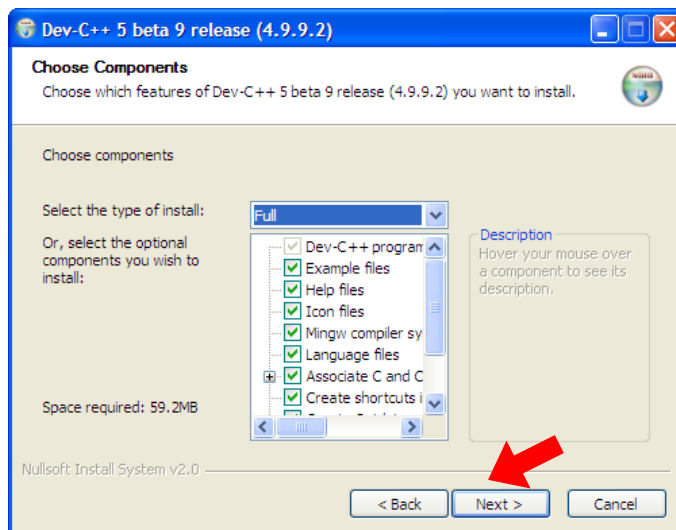 Dev-C++ 5 beta 9 release (4.9.9.2)
Choose Components
Choose which features of Dev-C++ 5 beta 9 release (4.9.9.2) you want to install.
Choose components
Select the type of install:
Full
Or, select the optional
components you wish to
install:
Dev-C++ program
Example files
Help files
Icon files
Mingw compiler sy
Language files
Associate C and C
Create shortcuts i
Description
Hover your mouse over
a component to see its
description.
Space required: 59.2MB
Nullsoft Install System v2.0
< Back
Next >
Cancel